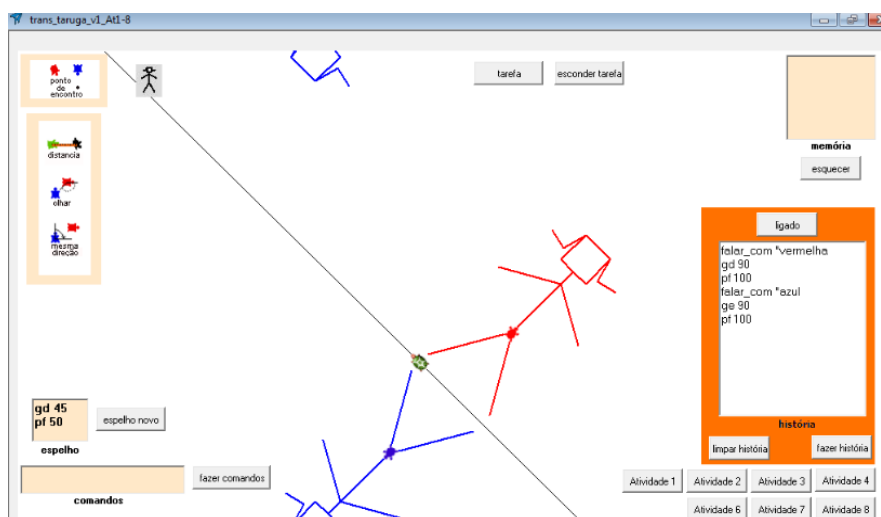 trans_taruga_v1_At1-8
ponto
de
encontro
distancia
olhar
mesma
direção
tarefa
esconder tarefa
memória
esquecer
ligado
falar_com "vermelha
gd 90
pf 100
falar_com "azul
ge 90
pf 100
história
limpar história
fazer história
gd 45
pf 50
espelho
espelho novo
comandos
fazer comandos
Atividade 1
Atividade 2
Atividade 3
Atividade 4
Atividade 6
Atividade 7
Atividade 8